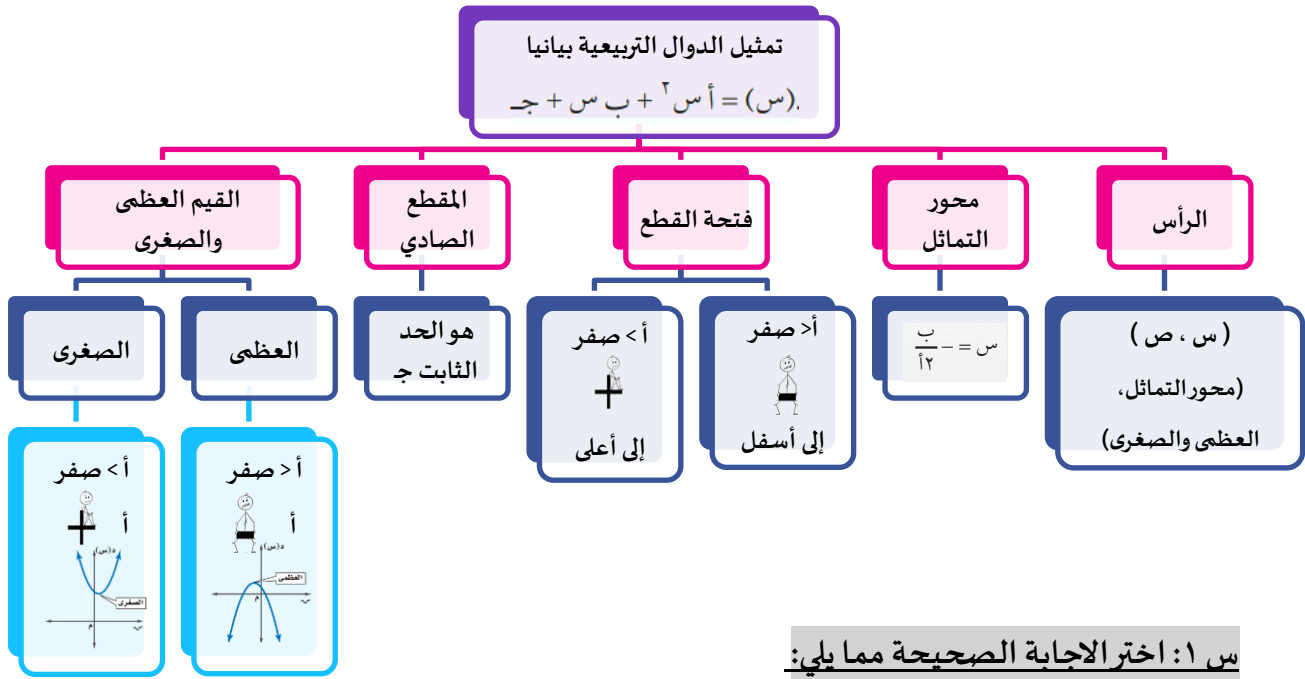 تمثيل الدوال التربيعية بيانيا
د(س) = أ س٢ + ب س + جـ
الرأس
محور
التماثل
فتحة القطع
المقطع
الصادي
القيم العظمى
والصغرى
( س ، ص )
(محور التماثل،
العظمى والصغرى)
س = – ب/٢أ
أ< صفر
إلى أسفل
أ > صفر
إلى أعلى
هو الحد
الثابت جـ
العظمى
الصغرى
أ < صفر
أ
د(س)
العظمى
م
س
أ > صفر
أ
د(س)
الصغرى
م
س
س ١: اختر الاجابة الصحيحة مما يلي: